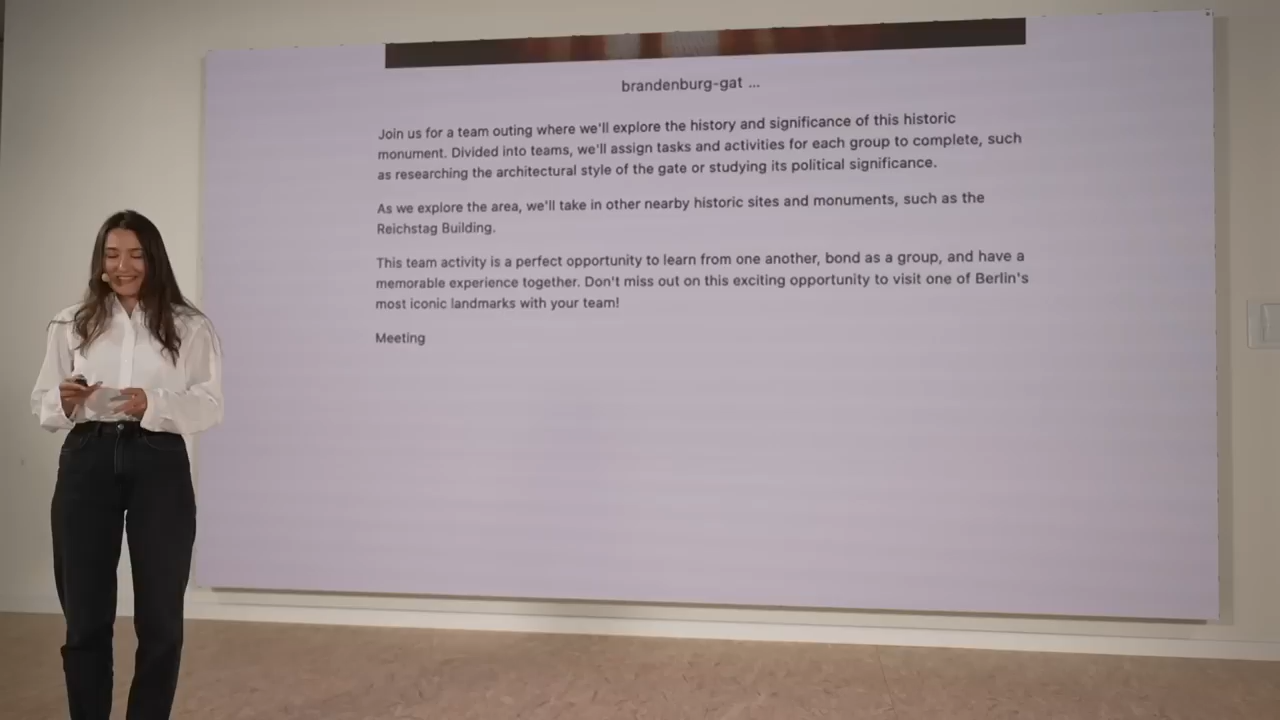 brandenburg-gat ...
Join us for a team outing where we'll explore the history and significance of this historic
monument. Divided into teams, we'll assign tasks and activities for each group to complete, such
as researching the architectural style of the gate or studying its political significance.
As we explore the area, we'll take in other nearby historic sites and monuments, such as the
Reichstag Building.
This team activity is a perfect opportunity to learn from one another, bond as a group, and have a
memorable experience together. Don't miss out on this exciting opportunity to visit one of Berlin's
most iconic landmarks with your team!
Meeting